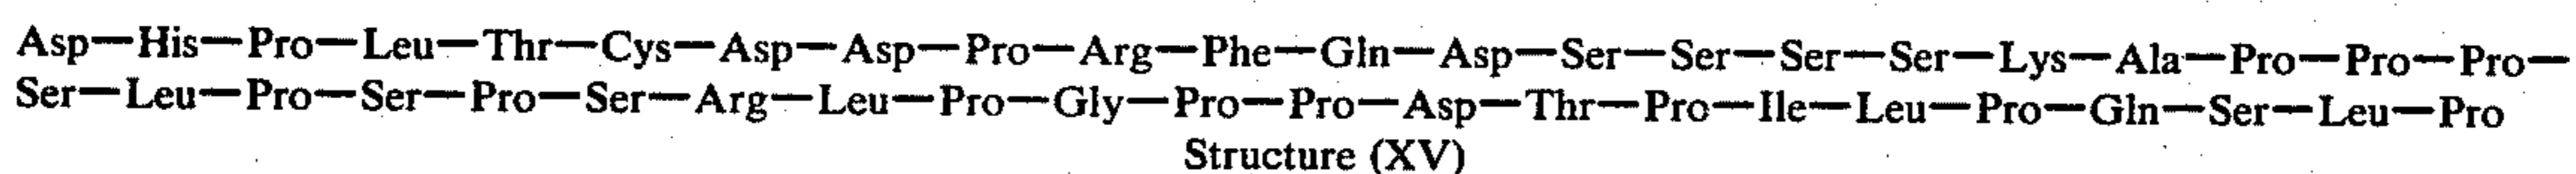 Asp—His—Pro—Leu—Thr—Cys—Asp—Asp—Pro—Arg—Phe—Gln—Asp—Ser—Ser—Ser—Ser—Lys—Ala—Pro—Pro—Pro—
Ser—Leu—Pro—Ser—Pro—Ser—Arg—Leu—Pro—Gly—Pro—Pro—Asp—Thr—Pro—Ile—Leu—Pro—Gln—Ser—Leu—Pro
Structure (XV)